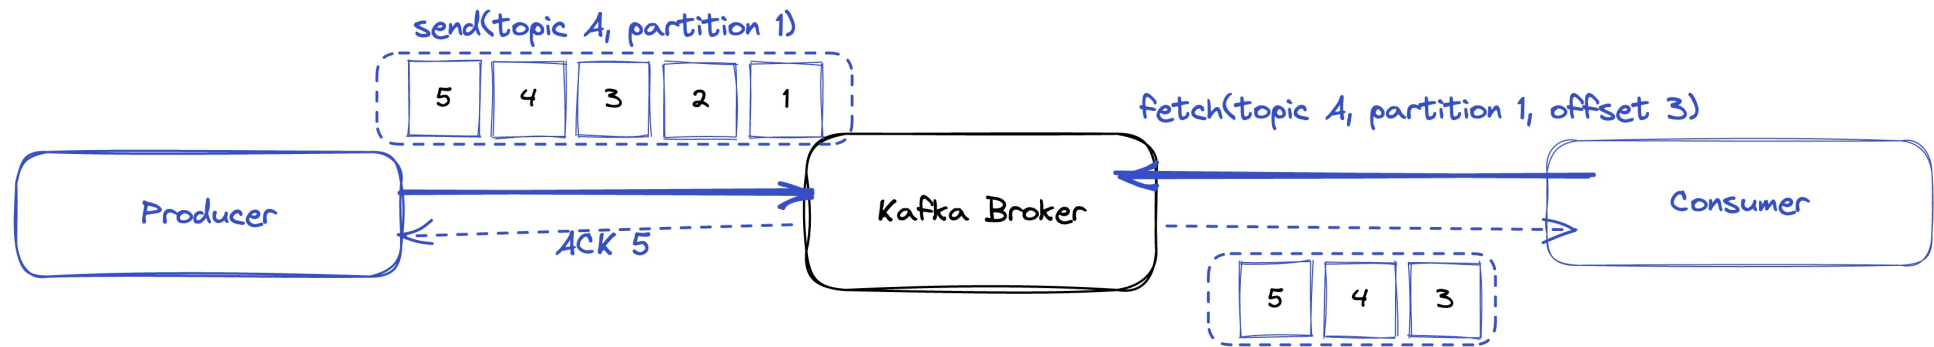 send(topic A, partition 1)
5 4 3 2 1
fetch(topic A, partition 1, offset 3)
Producer
Kafka Broker
Consumer
ACK 5
5 4 3